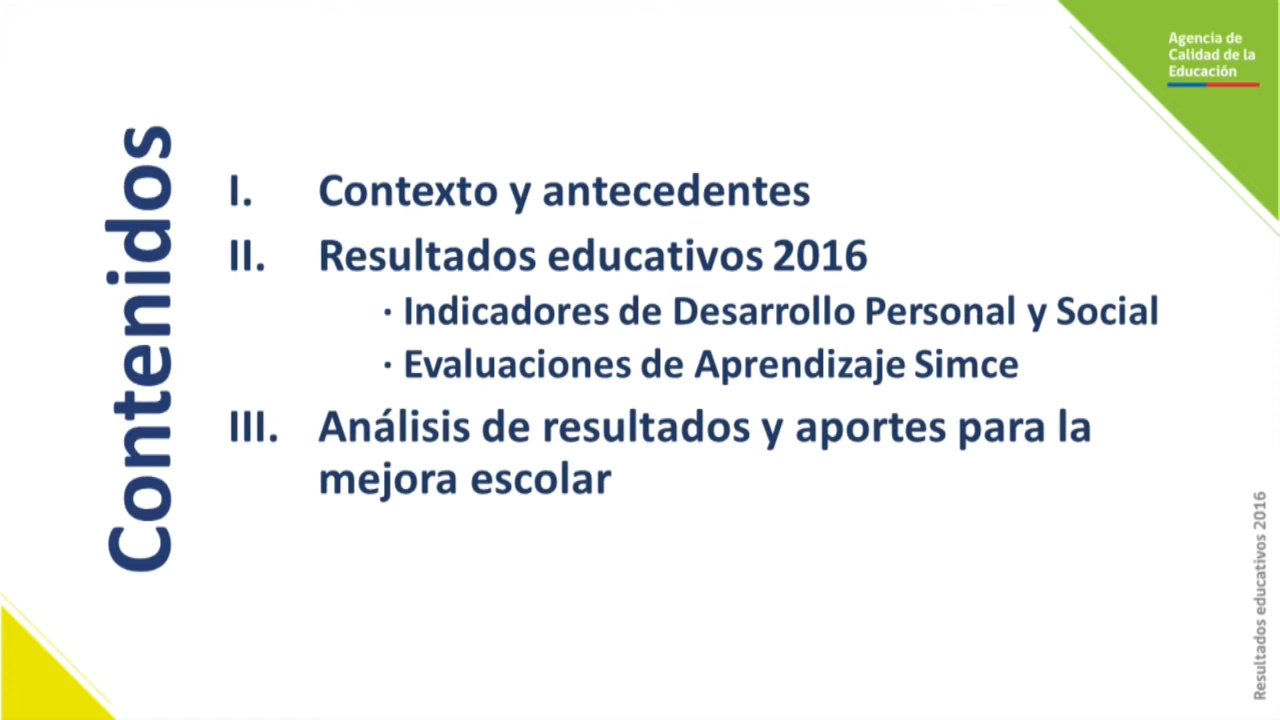 Agencia de
Calidad de la
Educación
Contenidos
I. Contexto y antecedentes
II. Resultados educativos 2016
· Indicadores de Desarrollo Personal y Social
· Evaluaciones de Aprendizaje Simce
III. Análisis de resultados y aportes para la
mejora escolar
Resultados educativos 2016